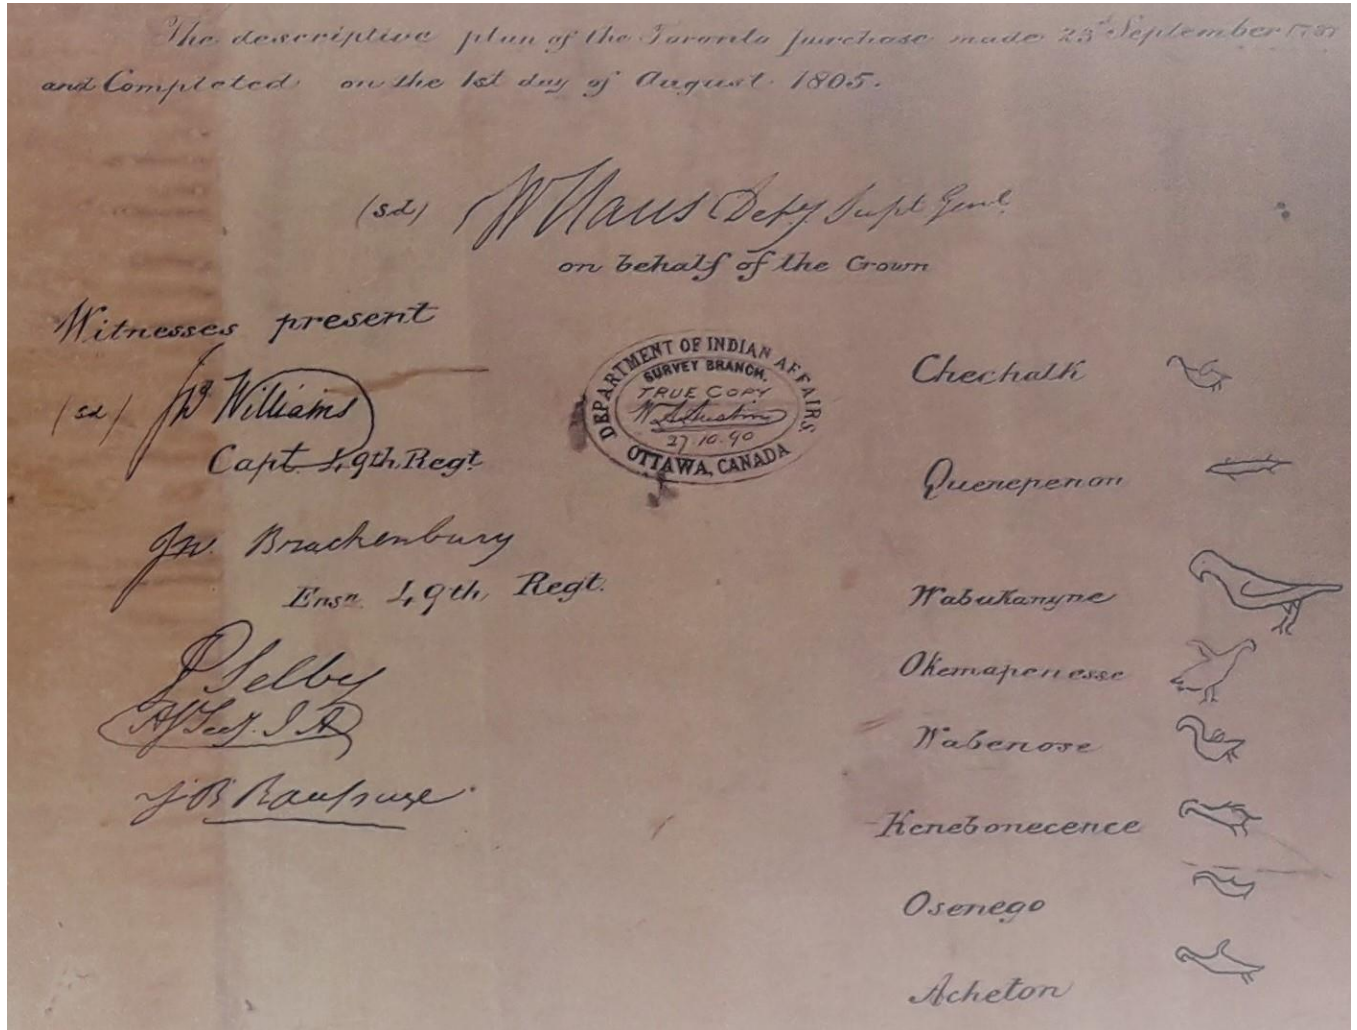 The descriptive plan of the Toronto purchase made 23rd September 1787
and Completed on the 1st day of August 1805.
(sd) W Claus Depy. Supt Genl.
on behalf of the Crown
Witnesses present
(sd) Williams
Capt. 49th Regt.
Jno. Brackenbury
Ensn. 49th Regt.
P Selby
J B
DEPARTMENT OF INDIAN AFFAIRS
SURVEY BRANCH.
TRUE COPY
W A Austin
27.10.90
OTTAWA, CANADA
Chechalk
Quenepenon
Wabukanyne
Okemapenesse
Wabenose
Kenebonecence
Osenego
Acheton